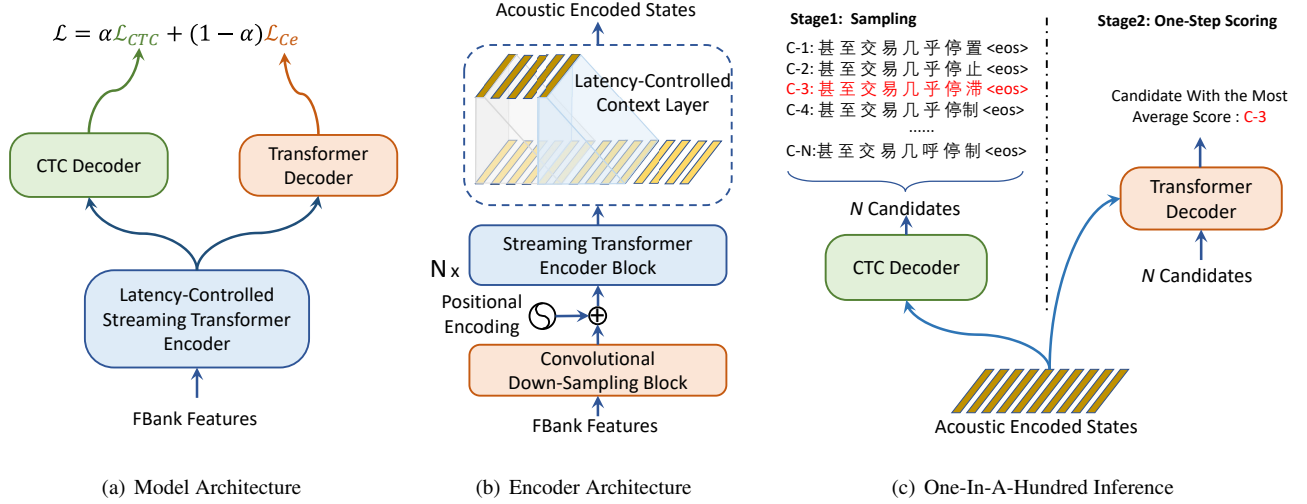 ℒ = αℒ_CTC + (1 − α)ℒ_Ce
CTC Decoder
Transformer
Decoder
Latency-Controlled
Streaming Transformer
Encoder
FBank Features
(a) Model Architecture
Acoustic Encoded States
Latency-Controlled
Context Layer
Streaming Transformer
Encoder Block
N x
Positional
Encoding
Convolutional
Down-Sampling Block
FBank Features
(b) Encoder Architecture
Stage1: Sampling
C-1: 甚 至 交 易 几 乎 停 置 <eos>
C-2: 甚 至 交 易 几 乎 停 止 <eos>
C-3: 甚 至 交 易 几 乎 停 滞 <eos>
C-4: 甚 至 交 易 几 乎 停制 <eos>
......
C-N: 甚 至 交 易 几 呼 停 制 <eos>
N Candidates
CTC Decoder
Stage2: One-Step Scoring
Candidate With the Most
Average Score : C-3
Transformer
Decoder
N Candidates
Acoustic Encoded States
(c) One-In-A-Hundred Inference